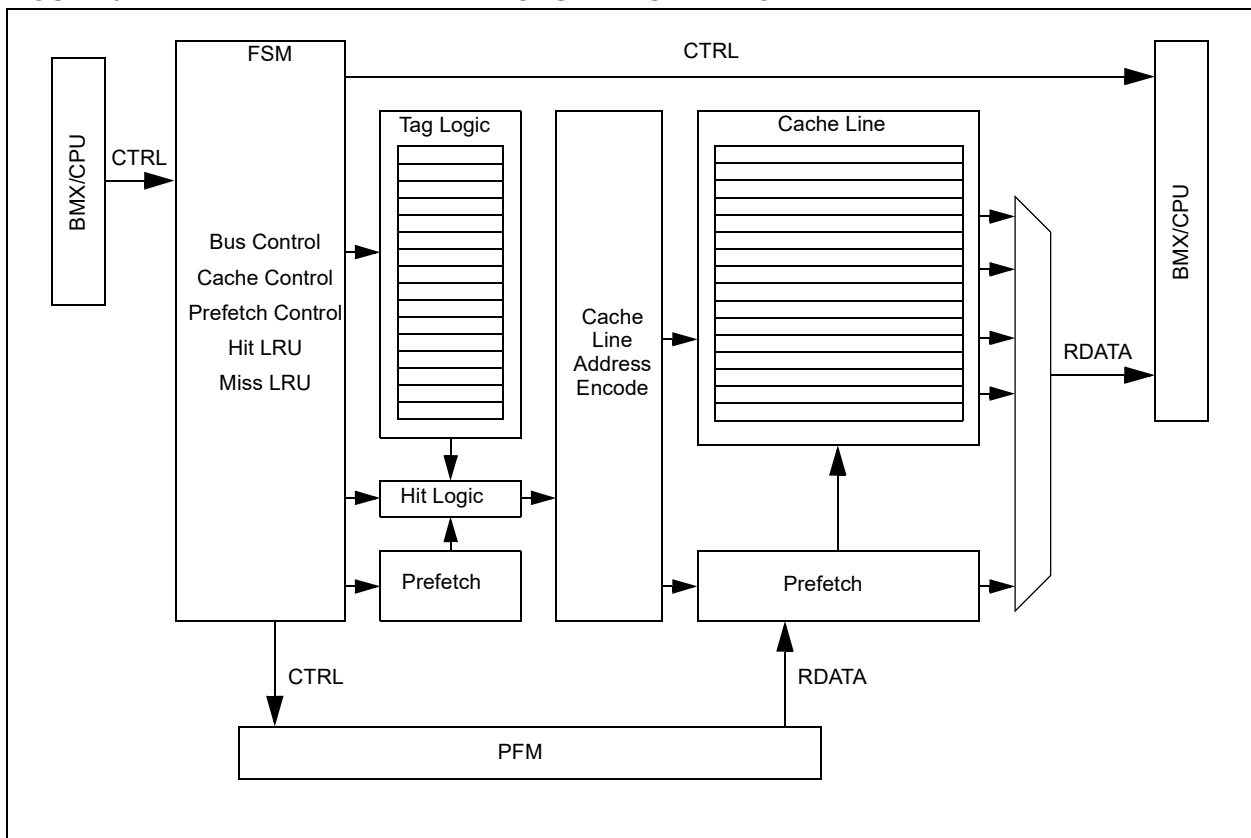 FSM
CTRL
BMX/CPU
CTRL
Tag Logic
Cache Line
BMX/CPU
Bus Control
Cache Control
Prefetch Control
Hit LRU
Miss LRU
Cache
Line
Address
Encode
RDATA
Hit Logic
Prefetch
Prefetch
CTRL
RDATA
PFM